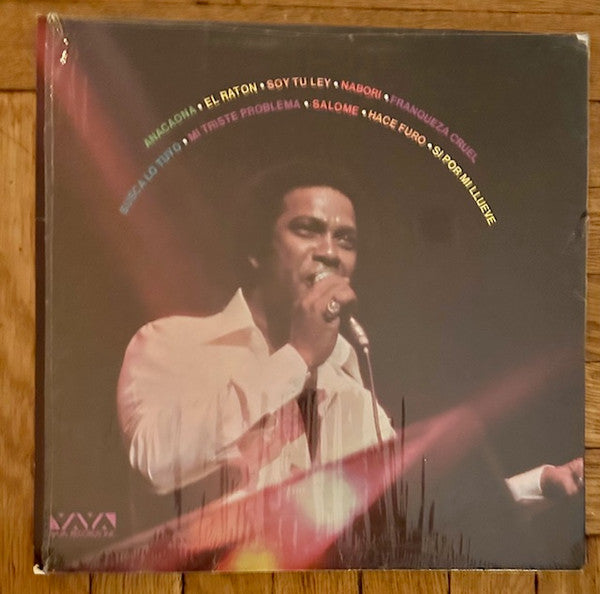 ANACAONA • EL RATON • SOY TU LEY • NABORI • FRANQUEZA CRUEL
BUSCA LO TUYO • MI TRISTE PROBLEMA • SALOME • HACE FURO • SI POR MI LLUEVE
VAYA